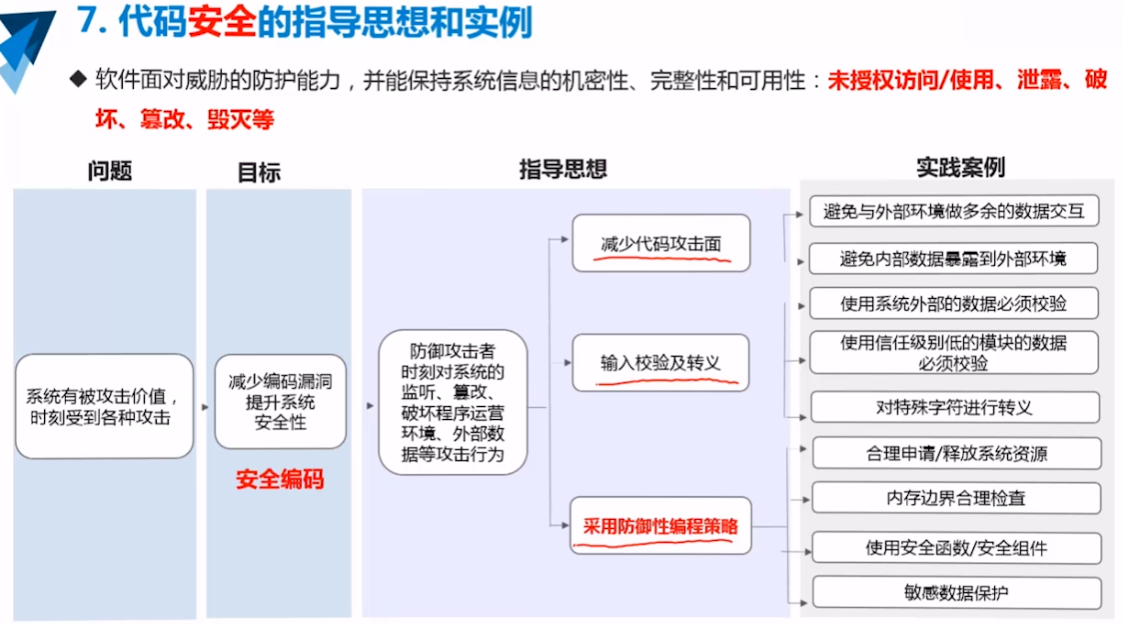 7. 代码安全的指导思想和实例
软件面对威胁的防护能力，并能保持系统信息的机密性、完整性和可用性：未授权访问/使用、泄露、破
坏、篡改、毁灭等
问题
目标
指导思想
实践案例
系统有被攻击价值，
时刻受到各种攻击
减少编码漏洞
提升系统
安全性
安全编码
防御攻击者
时刻对系统的
监听、篡改、
破坏程序运营
环境、外部数
据等攻击行为
减少代码攻击面
输入校验及转义
采用防御性编程策略
避免与外部环境做多余的数据交互
避免内部数据暴露到外部环境
使用系统外部的数据必须校验
使用信任级别低的模块的数据
必须校验
对特殊字符进行转义
合理申请/释放系统资源
内存边界合理检查
使用安全函数/安全组件
敏感数据保护